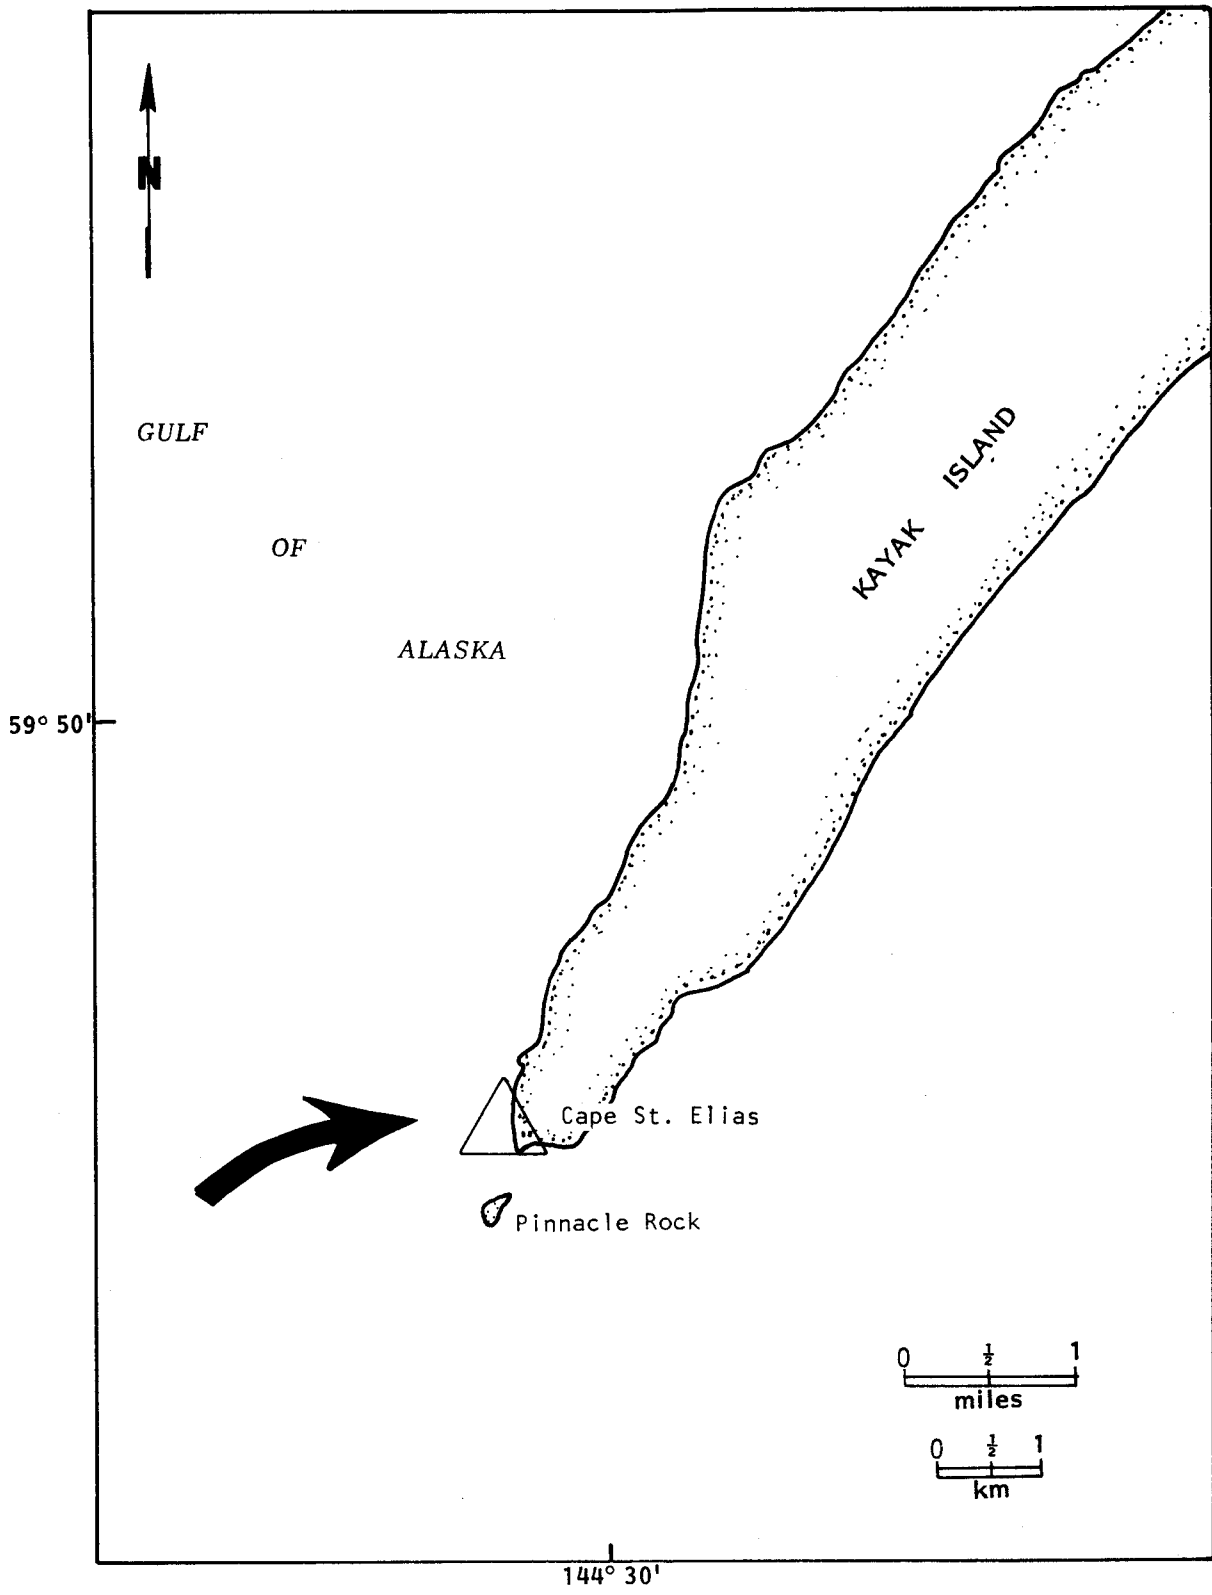 N
GULF
OF
ALASKA
KAYAK ISLAND
59° 50'
Cape St. Elias
Pinnacle Rock
0 ½ 1
miles
0 ½ 1
km
144° 30'